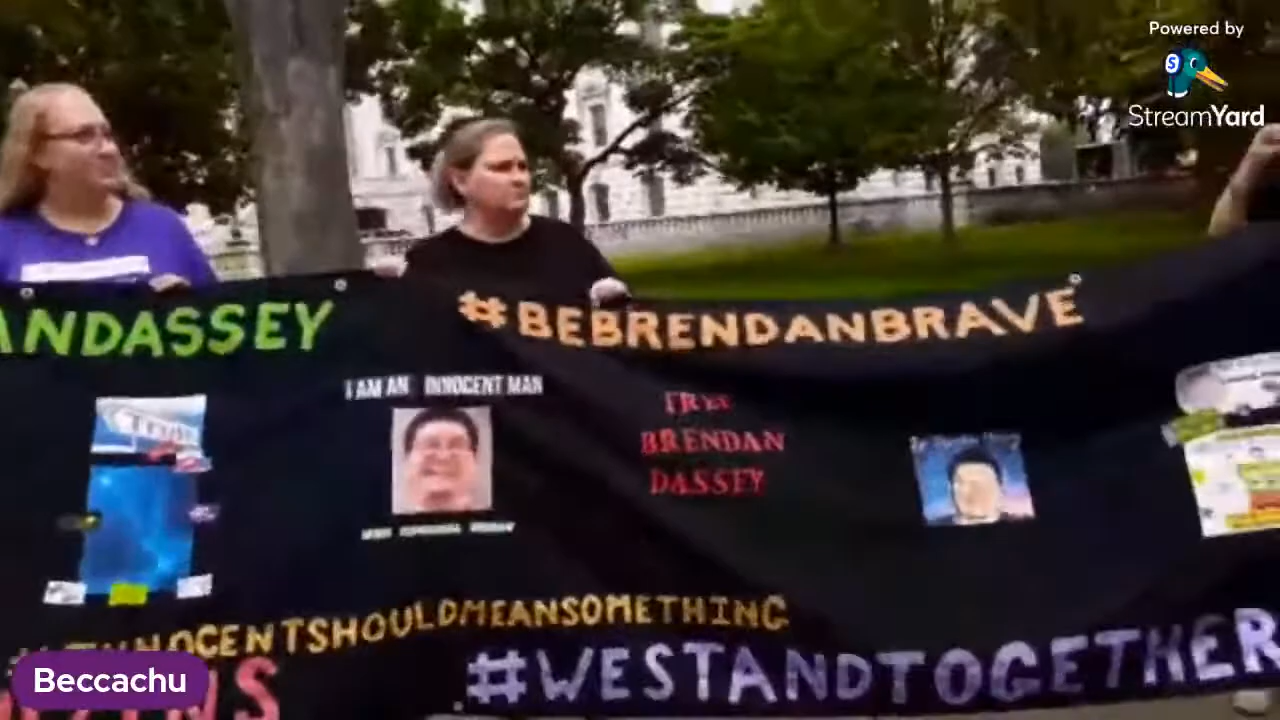 Powered by
StreamYard
ANDASSEY
#BEBRENDANBRAVE
I AM AN INNOCENT MAN
FREE
BRENDAN
DASSEY
INNOCENTSHOULDMEANSOMETHING
#WESTANDTOGETHER
Beccachu